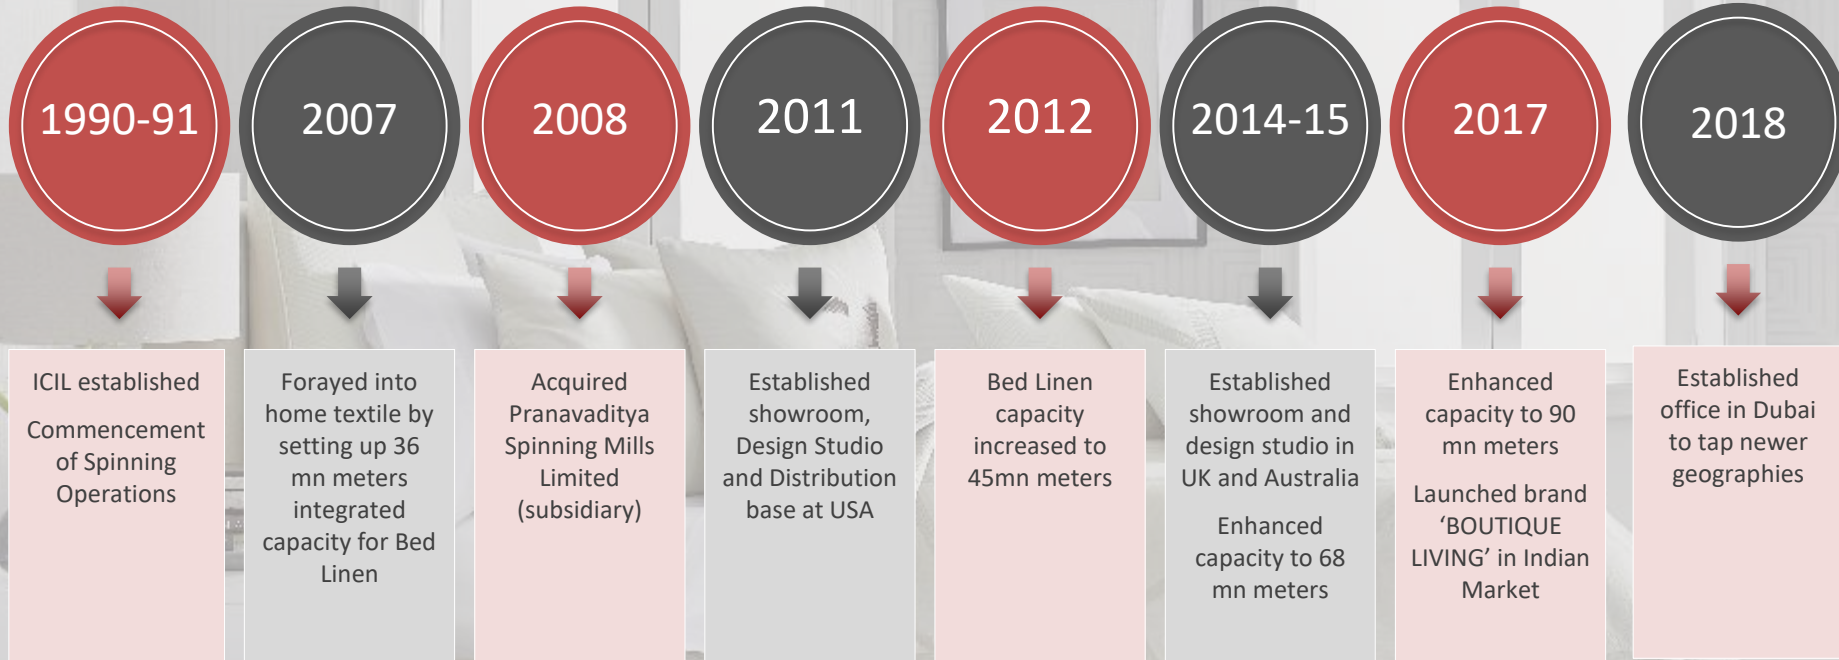 1990-91
2007
2008
2011
2012
2014-15
2017
2018
ICIL established
Commencement
of Spinning
Operations
Forayed into
home textile by
setting up 36
mn meters
integrated
capacity for Bed
Linen
Acquired
Pranavaditya
Spinning Mills
Limited
(subsidiary)
Established
showroom,
Design Studio
and Distribution
base at USA
Bed Linen
capacity
increased to
45mn meters
Established
showroom and
design studio in
UK and Australia
Enhanced
capacity to 68
mn meters
Enhanced
capacity to 90
mn meters
Launched brand
‘BOUTIQUE
LIVING’ in Indian
Market
Established
office in Dubai
to tap newer
geographies